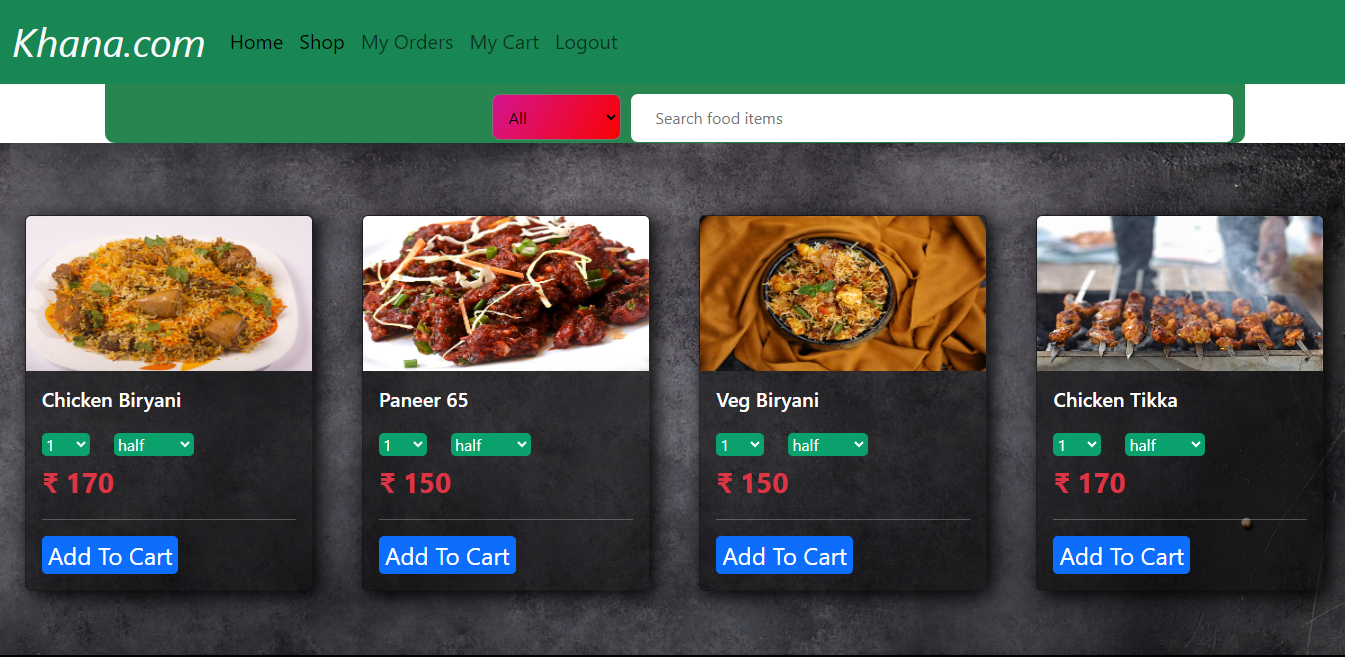 Khana.com Home Shop My Orders My Cart Logout
All Search food items
Chicken Biryani Paneer 65 Veg Biryani Chicken Tikka
1 half 1 half 1 half 1 half
₹ 170 ₹ 150 ₹ 150 ₹ 170
Add To Cart Add To Cart Add To Cart Add To Cart